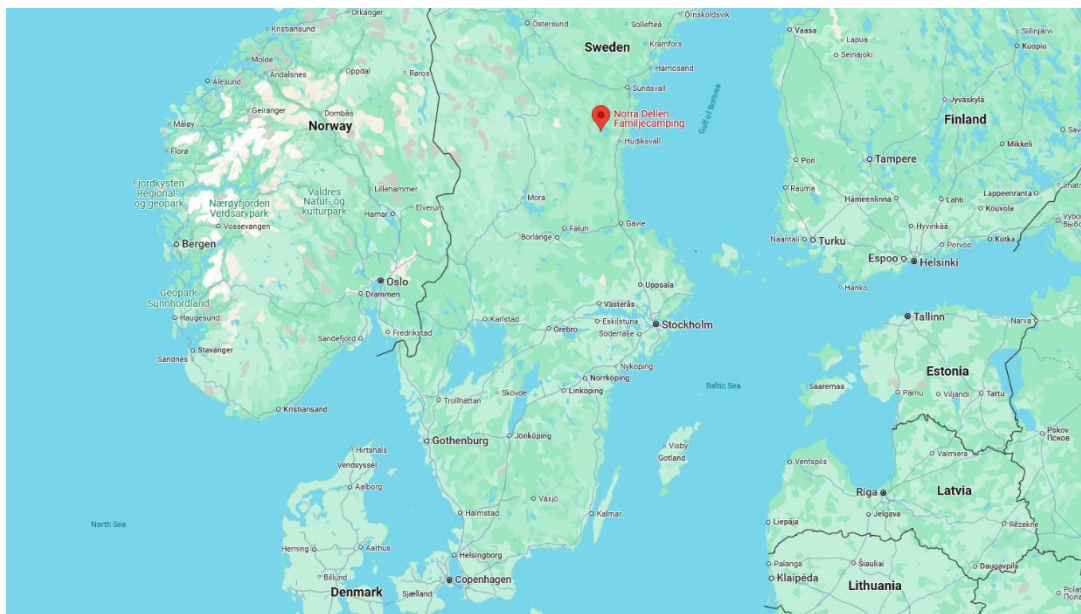 Orkanger
Kristiansund
Östersund
Sollefteå
Örnsköldsvik
Vaasa
Lapua
Siilinjärvi
Kuopio
Sweden
Kramfors
Seinäjoki
Molde
Åndalsnes
Oppdal
Røros
Härnösand
Ålesund
Sundsvall
Geiranger
Dombås
Jyväskylä
Måløy
Norway
Norra Dellen
Familjecamping
Gulf of Bothnia
Finland
Florø
Hudiksvall
Mikkeli
Pori
Tampere
Fjordkysten
Regional-
og geopark
Nærøyfjorden
Verdsarvpark
Valdres
Natur- og
kulturpark
Lillehammer
Rauma
Lappeenranta
Imatra
Hamar
Elverum
Mora
Hämeenlinna
Lahti
Kouvola
Vossevangen
Falun
Gävle
Hyvinkää
Bergen
Borlänge
Naantali
Turku
Porvoo
Kotka
Espoo
Helsinki
Oslo
Uppsala
Hanko
Geopark
Sunnhordland
Drammen
Västerås
Haugesund
Karlstad
Örebro
Eskilstuna
Stockholm
Tallinn
Narva
Sandefjord
Fredrikstad
Södertälje
Stavanger
Sandnes
Nyköping
Norrköping
Estonia
Baltic Sea
Saaremaa
Pärnu
Viljandi
Tartu
Trollhättan
Skövde
Linköping
Kristiansand
Gothenburg
Jönköping
Visby
Gotland
Pskov
Псков
Hirtshals
Vendsyssel
Ventspils
Valmiera
Aalborg
Växjö
Riga
Latvia
Halmstad
Kalmar
Jelgava
North Sea
Liepāja
Rēzekne
Herning
Aarhus
Helsingborg
Palanga
Šiauliai
Daugavpils
Billund
Copenhagen
Klaipėda
Denmark
Sjælland
Lithuania